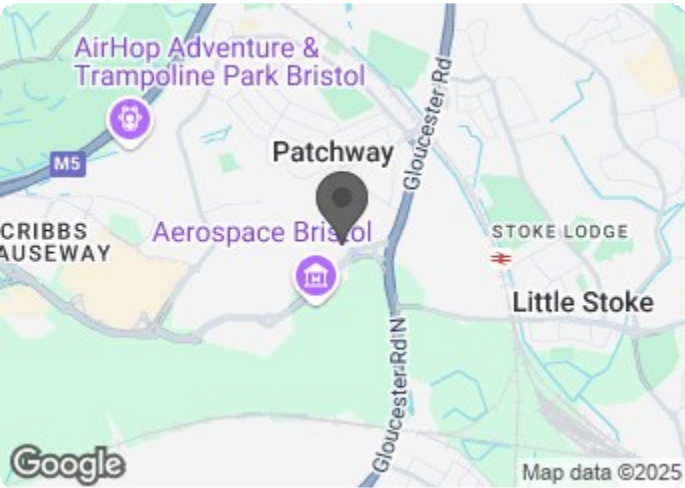 AirHop Adventure &
Trampoline Park Bristol
Gloucester Rd
Patchway
M5
CRIBBS
AUSEWAY
Aerospace Bristol
STOKE LODGE
Little Stoke
Gloucester Rd N
Google
Map data ©2025